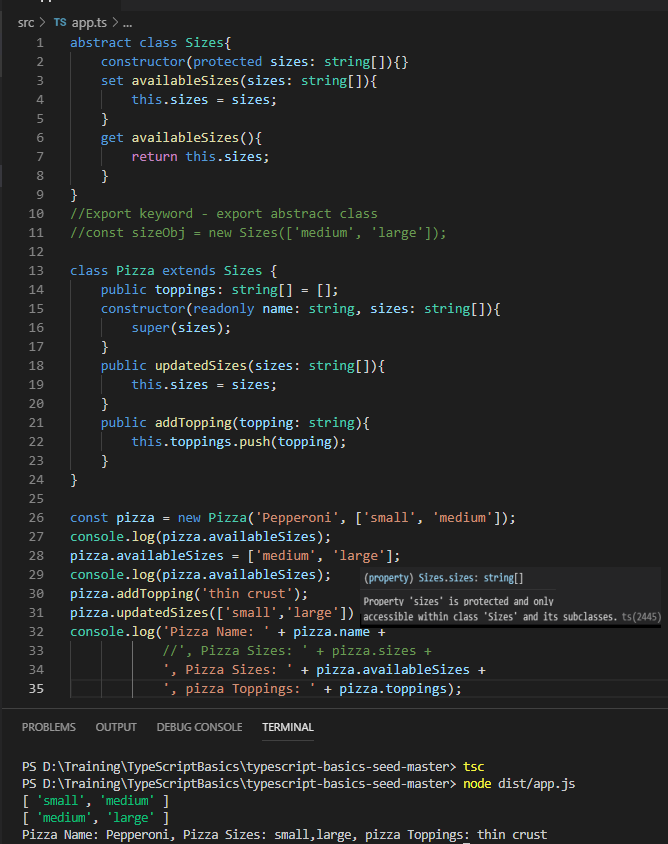 src > TS app.ts > ...
1 abstract class Sizes{
2 constructor(protected sizes: string[]){}
3 set availableSizes(sizes: string[]){
4 this.sizes = sizes;
5 }
6 get availableSizes(){
7 return this.sizes;
8 }
9 }
10 //Export keyword - export abstract class
11 //const sizeObj = new Sizes(['medium', 'large']);
12
13 class Pizza extends Sizes {
14 public toppings: string[] = [];
15 constructor(readonly name: string, sizes: string[]){
16 super(sizes);
17 }
18 public updatedSizes(sizes: string[]){
19 this.sizes = sizes;
20 }
21 public addTopping(topping: string){
22 this.toppings.push(topping);
23 }
24 }
25
26 const pizza = new Pizza('Pepperoni', ['small', 'medium']);
27 console.log(pizza.availableSizes);
28 pizza.availableSizes = ['medium', 'large'];
29 console.log(pizza.availableSizes);
(property) Sizes.sizes: string[]
30 pizza.addTopping('thin crust');
Property 'sizes' is protected and only
31 pizza.updatedSizes(['small','large'])
accessible within class 'Sizes' and its subclasses. ts(2445)
32 console.log('Pizza Name: ' + pizza.name +
33 //', Pizza Sizes: ' + pizza.sizes +
34 ', Pizza Sizes: ' + pizza.availableSizes +
35 ', pizza Toppings: ' + pizza.toppings);
PROBLEMS OUTPUT DEBUG CONSOLE TERMINAL
PS D:\Training\TypeScriptBasics\typescript-basics-seed-master> tsc
PS D:\Training\TypeScriptBasics\typescript-basics-seed-master> node dist/app.js
[ 'small', 'medium' ]
[ 'medium', 'large' ]
Pizza Name: Pepperoni, Pizza Sizes: small,large, pizza Toppings: thin crust